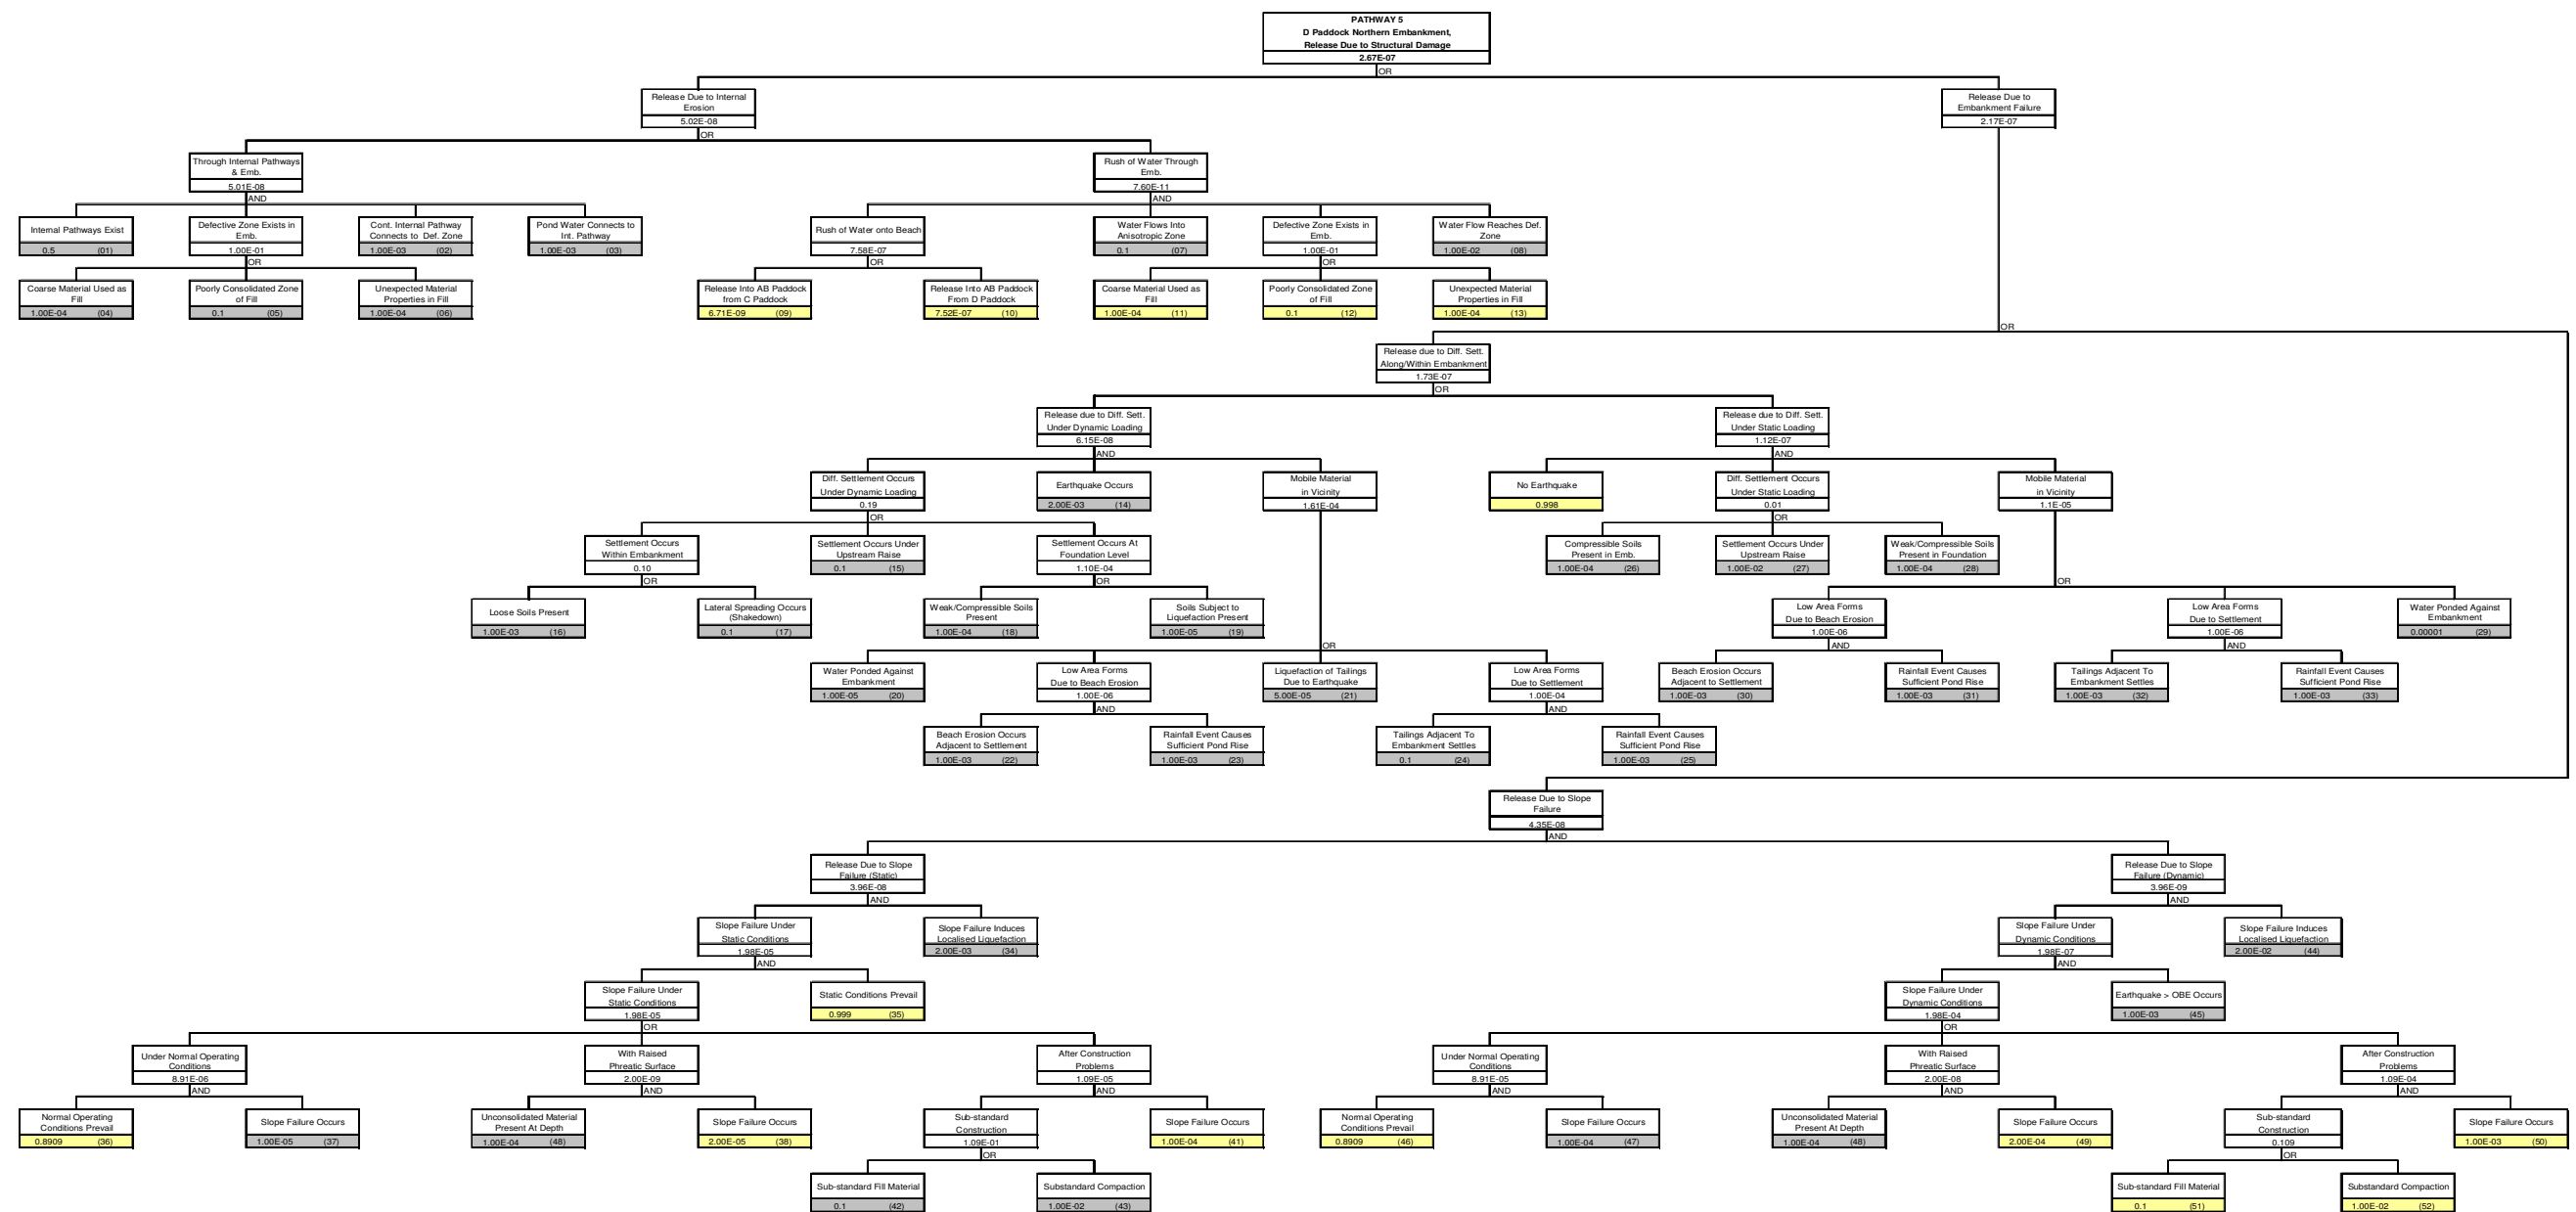 PATHWAY 5
D Paddock Northern Embankment,
Release Due to Structural Damage
2.67E-07
OR
Release Due to Internal
Erosion
5.02E-08
OR
Release Due to
Embankment Failure
2.17E-07
Through Internal Pathways
& Emb.
5.01E-08
AND
Rush of Water Through
Emb.
7.60E-11
AND
Internal Pathways Exist
0.5 (01)
Defective Zone Exists in
Emb.
1.00E-01
OR
Cont. Internal Pathway
Connects to Def. Zone
1.00E-03 (02)
Pond Water Connects to
Int. Pathway
1.00E-03 (03)
Rush of Water onto Beach
7.58E-07
OR
Water Flows Into
Anisotropic Zone
0.1 (07)
Defective Zone Exists in
Emb.
1.00E-01
OR
Water Flow Reaches Def.
Zone
1.00E-02 (08)
Coarse Material Used as
Fill
1.00E-04 (04)
Poorly Consolidated Zone
of Fill
0.1 (05)
Unexpected Material
Properties in Fill
1.00E-04 (06)
Release Into AB Paddock
from C Paddock
6.71E-09 (09)
Release Into AB Paddock
From D Paddock
7.52E-07 (10)
Coarse Material Used as
Fill
1.00E-04 (11)
Poorly Consolidated Zone
of Fill
0.1 (12)
Unexpected Material
Properties in Fill
1.00E-04 (13)
OR
Release due to Diff. Sett.
Along/Within Embankment
1.73E-07
OR
Release due to Diff. Sett.
Under Dynamic Loading
6.15E-08
AND
Release due to Diff. Sett.
Under Static Loading
1.12E-07
AND
Diff. Settlement Occurs
Under Dynamic Loading
0.19
OR
Earthquake Occurs
2.00E-03 (14)
Mobile Material
in Vicinity
1.61E-04
No Earthquake
0.998
Diff. Settlement Occurs
Under Static Loading
0.01
OR
Mobile Material
in Vicinity
1.1E-05
Settlement Occurs
Within Embankment
0.10
OR
Settlement Occurs Under
Upstream Raise
0.1 (15)
Settlement Occurs At
Foundation Level
1.10E-04
OR
Compressible Soils
Present in Emb.
1.00E-04 (26)
Settlement Occurs Under
Upstream Raise
1.00E-02 (27)
Weak/Compressible Soils
Present in Foundation
1.00E-04 (28)
OR
Loose Soils Present
1.00E-03 (16)
Lateral Spreading Occurs
(Shakedown)
0.1 (17)
Weak/Compressible Soils
Present
1.00E-04 (18)
Soils Subject to
Liquefaction Present
1.00E-05 (19)
Low Area Forms
Due to Beach Erosion
1.00E-06
AND
Low Area Forms
Due to Settlement
1.00E-06
AND
Water Ponded Against
Embankment
0.00001 (29)
OR
Water Ponded Against
Embankment
1.00E-05 (20)
Low Area Forms
Due to Beach Erosion
1.00E-06
AND
Liquefaction of Tailings
Due to Earthquake
5.00E-05 (21)
Low Area Forms
Due to Settlement
1.00E-04
AND
Beach Erosion Occurs
Adjacent to Settlement
1.00E-03 (30)
Rainfall Event Causes
Sufficient Pond Rise
1.00E-03 (31)
Tailings Adjacent To
Embankment Settles
1.00E-03 (32)
Rainfall Event Causes
Sufficient Pond Rise
1.00E-03 (33)
Beach Erosion Occurs
Adjacent to Settlement
1.00E-03 (22)
Rainfall Event Causes
Sufficient Pond Rise
1.00E-03 (23)
Tailings Adjacent To
Embankment Settles
0.1 (24)
Rainfall Event Causes
Sufficient Pond Rise
1.00E-03 (25)
Release Due to Slope
Failure
4.35E-08
AND
Release Due to Slope
Failure (Static)
3.96E-08
AND
Release Due to Slope
Failure (Dynamic)
3.96E-09
AND
Slope Failure Under
Static Conditions
1.98E-05
AND
Slope Failure Induces
Localised Liquefaction
2.00E-03 (34)
Slope Failure Under
Dynamic Conditions
1.98E-07
AND
Slope Failure Induces
Localised Liquefaction
2.00E-02 (44)
Slope Failure Under
Static Conditions
1.98E-05
OR
Static Conditions Prevail
0.999 (35)
Slope Failure Under
Dynamic Conditions
1.98E-04
OR
Earthquake > OBE Occurs
1.00E-03 (45)
Under Normal Operating
Conditions
8.91E-06
AND
With Raised
Phreatic Surface
2.00E-09
AND
After Construction
Problems
1.09E-05
AND
Under Normal Operating
Conditions
8.91E-05
AND
With Raised
Phreatic Surface
2.00E-08
AND
After Construction
Problems
1.09E-04
AND
Normal Operating
Conditions Prevail
0.8909 (36)
Slope Failure Occurs
1.00E-05 (37)
Unconsolidated Material
Present At Depth
1.00E-04 (48)
Slope Failure Occurs
2.00E-05 (38)
Sub-standard
Construction
1.09E-01
OR
Slope Failure Occurs
1.00E-04 (41)
Normal Operating
Conditions Prevail
0.8909 (46)
Slope Failure Occurs
1.00E-04 (47)
Unconsolidated Material
Present At Depth
1.00E-04 (48)
Slope Failure Occurs
2.00E-04 (49)
Sub-standard
Construction
0.109
OR
Slope Failure Occurs
1.00E-03 (50)
Sub-standard Fill Material
0.1 (42)
Substandard Compaction
1.00E-02 (43)
Sub-standard Fill Material
0.1 (51)
Substandard Compaction
1.00E-02 (52)